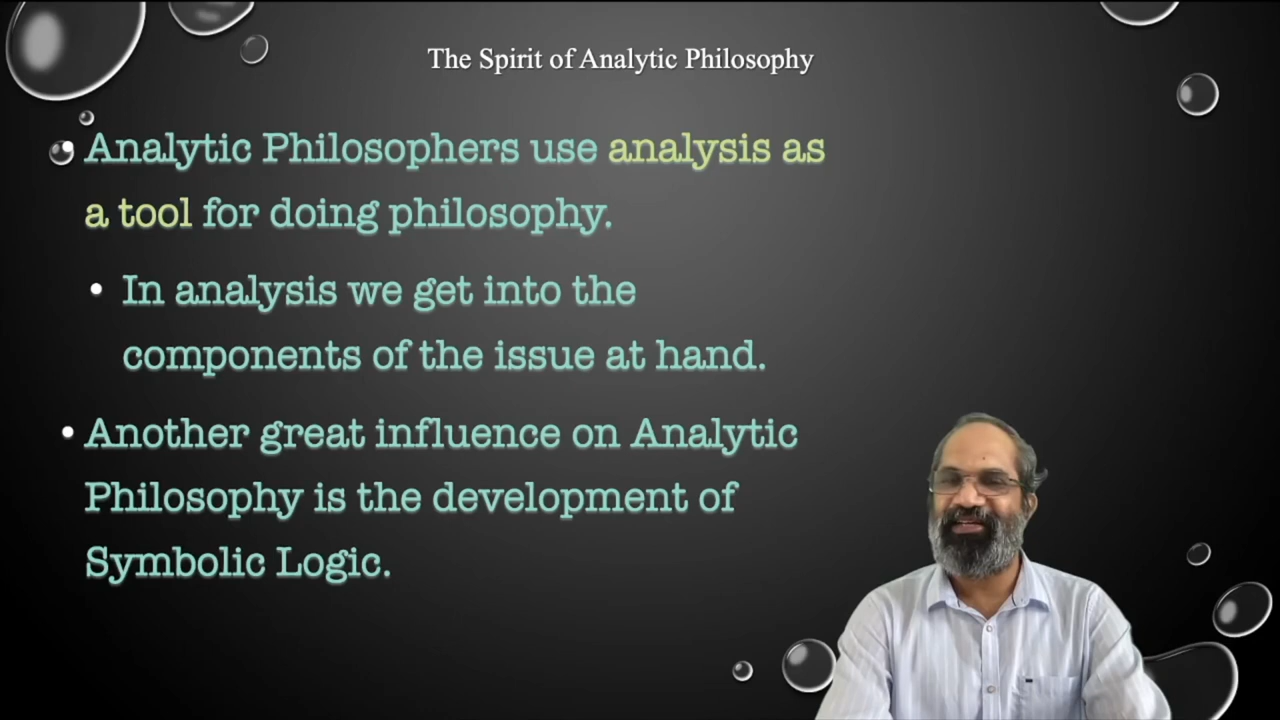 The Spirit of Analytic Philosophy
Analytic Philosophers use analysis as
a tool for doing philosophy.
In analysis we get into the
components of the issue at hand.
Another great influence on Analytic
Philosophy is the development of
Symbolic Logic.